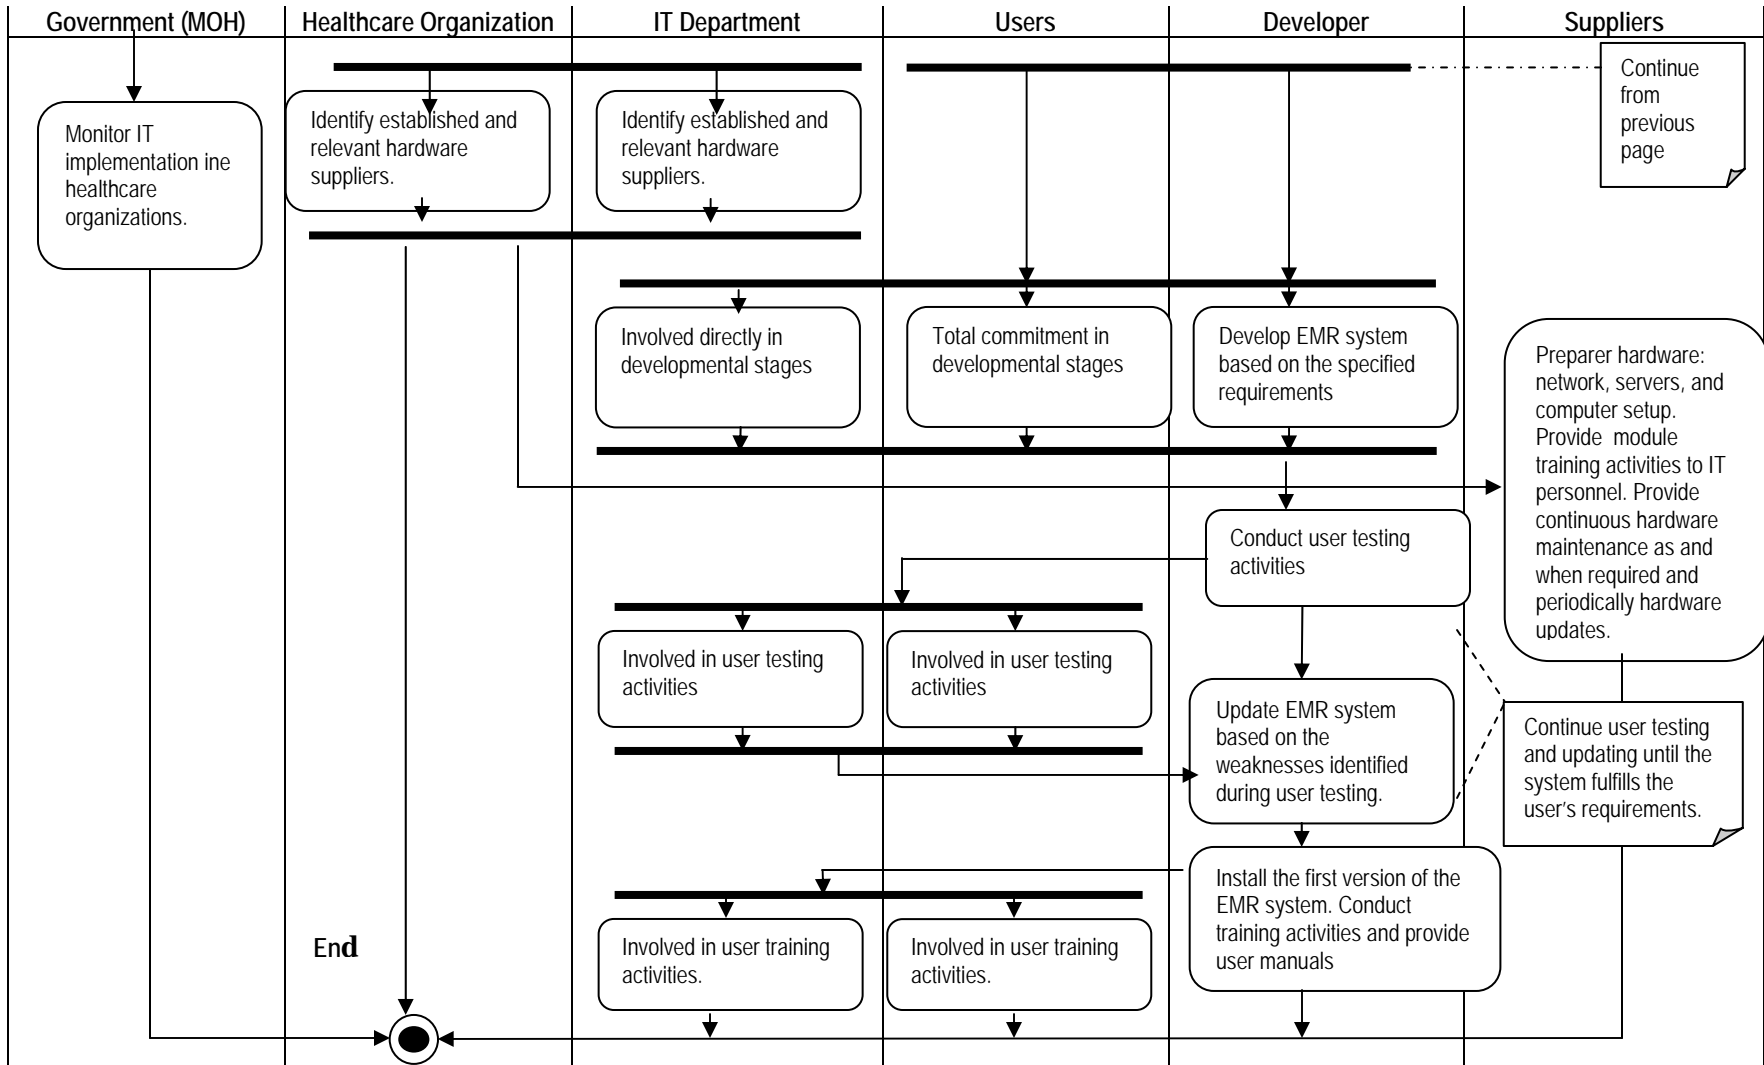 Government (MOH)
Healthcare Organization
IT Department
Users
Developer
Suppliers
Continue
from
previous
page
Monitor IT
implementation ine
healthcare
organizations.
Identify established and
relevant hardware
suppliers.
Identify established and
relevant hardware
suppliers.
Involved directly in
developmental stages
Total commitment in
developmental stages
Develop EMR system
based on the specified
requirements
Preparer hardware:
network, servers, and
computer setup.
Provide module
training activities to IT
personnel. Provide
continuous hardware
maintenance as and
when required and
periodically hardware
updates.
Conduct user testing
activities
Involved in user testing
activities
Involved in user testing
activities
Update EMR system
based on the
weaknesses identified
during user testing.
Continue user testing
and updating until the
system fulfills the
user's requirements.
Install the first version of the
EMR system. Conduct
training activities and provide
user manuals
Involved in user training
activities.
Involved in user training
activities.
End